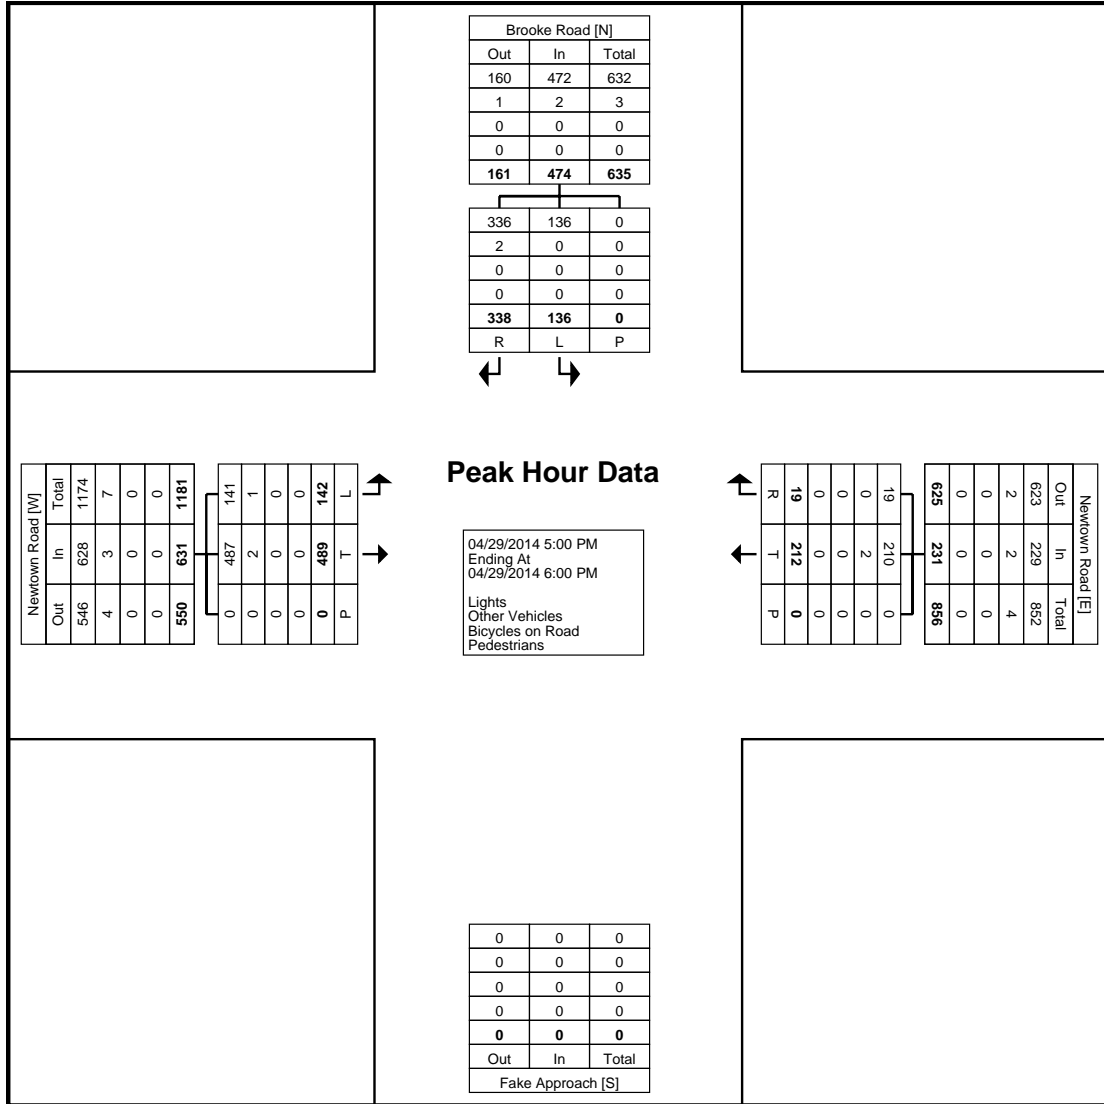 Brooke Road [N]
Out In Total
160 472 632
1 2 3
0 0 0
0 0 0
161 474 635
336 136 0
2 0 0
0 0 0
0 0 0
338 136 0
R L P
Peak Hour Data
04/29/2014 5:00 PM
Ending At
04/29/2014 6:00 PM
Lights
Other Vehicles
Bicycles on Road
Pedestrians
Newtown Road [W]
Out In Total
546 628 1174
4 3 7
0 0 0
0 0 0
550 631 1181
0 487 141
0 2 1
0 0 0
0 0 0
0 489 142
P T L
Newtown Road [E]
Out In Total
623 229 852
2 2 4
0 0 0
0 0 0
625 231 856
19 210 0
0 2 0
0 0 0
0 0 0
19 212 0
R T P
0 0 0
0 0 0
0 0 0
0 0 0
0 0 0
Out In Total
Fake Approach [S]